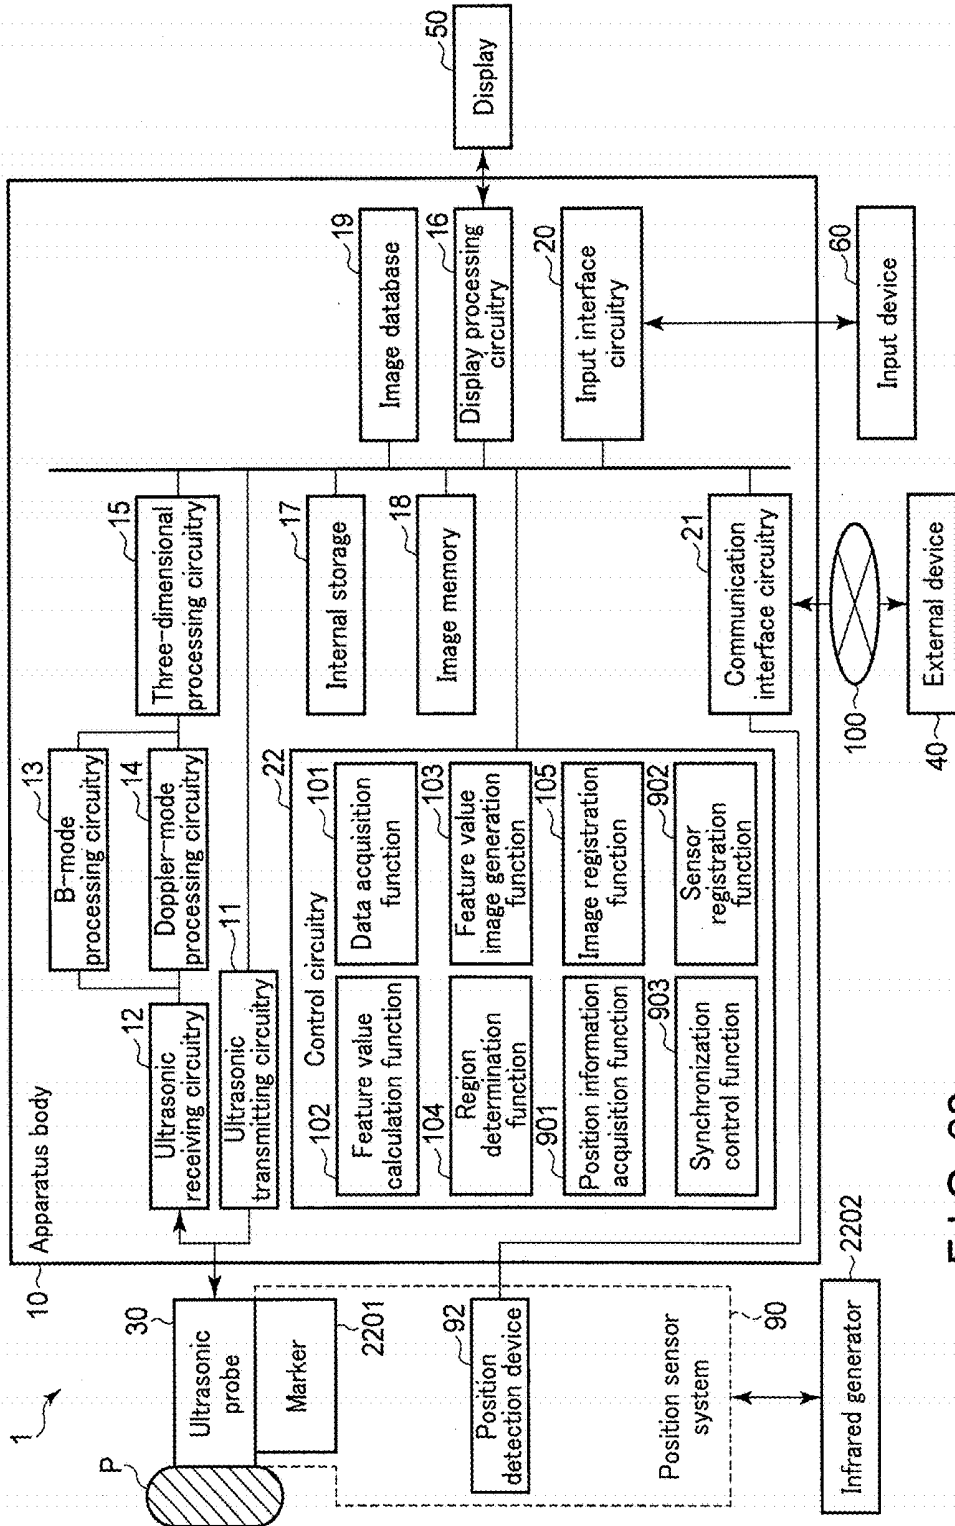 1
P
30
Ultrasonic
probe
Marker
2201
92
Position
detection device
Position sensor
system
90
Infrared generator
2202
10
Apparatus body
12
Ultrasonic
receiving circuitry
11
Ultrasonic
transmitting circuitry
13
B-mode
processing circuitry
14
Doppler-mode
processing circuitry
15
Three-dimensional
processing circuitry
22
Control circuitry
102
Feature value
calculation function
101
Data acquisition
function
104
Region
determination
function
103
Feature value
image generation
function
901
Position information
acquisition function
105
Image registration
function
903
Synchronization
control function
902
Sensor
registration
function
17
Internal storage
18
Image memory
21
Communication
interface circuitry
19
Image database
16
Display processing
circuitry
20
Input interface
circuitry
50
Display
60
Input device
100
40
External device